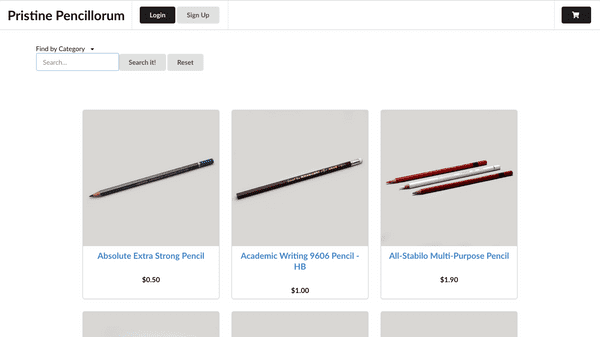 Pristine Pencillorum
Login
Sign Up
Find by Category
Search...
Search it!
Reset
Absolute Extra Strong Pencil
$0.50
Academic Writing 9606 Pencil -
HB
$1.00
All-Stabilo Multi-Purpose Pencil
$1.90